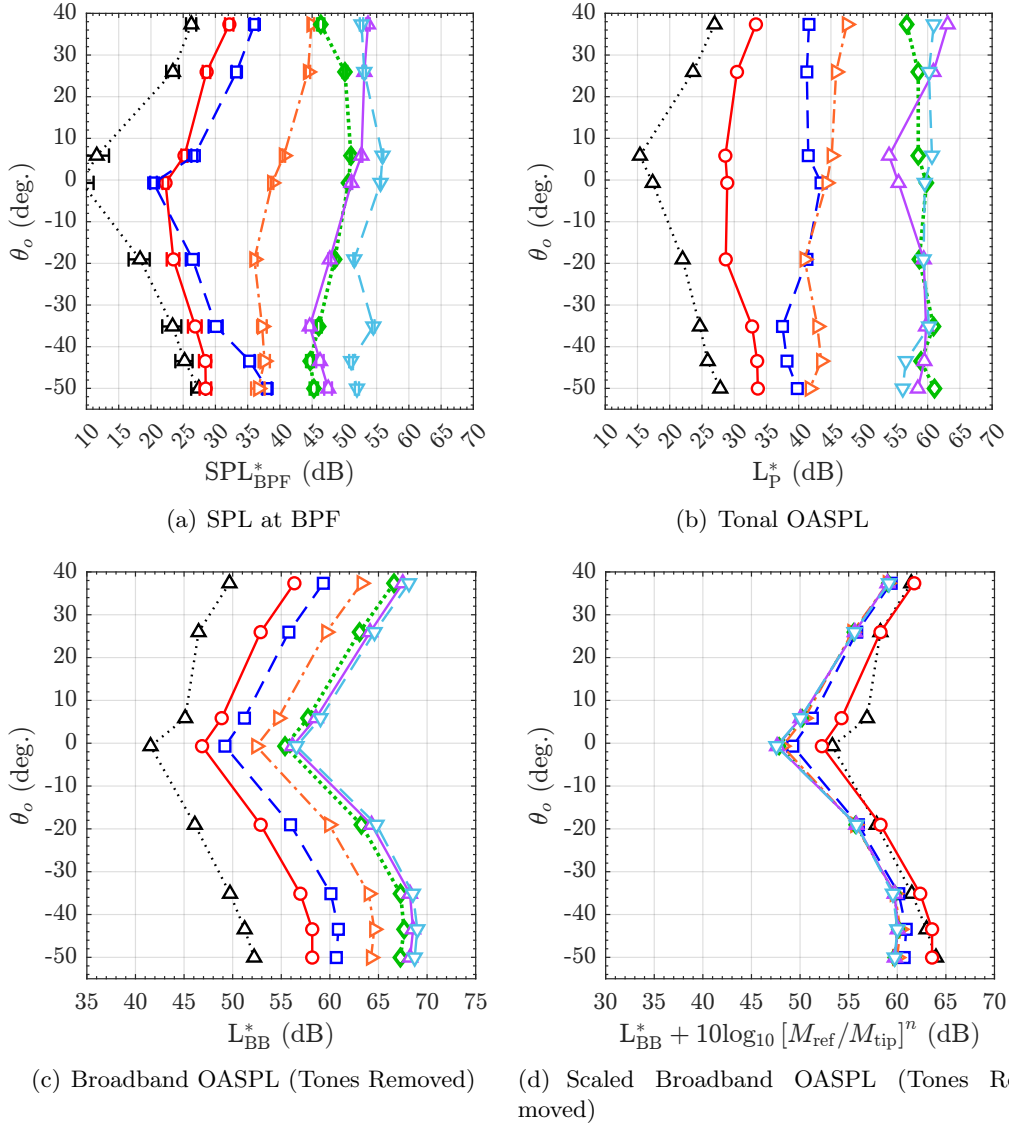 40
30
20
10
0
-10
-20
-30
-40
-50
θo (deg.)
10 15 20 25 30 35 40 45 50 55 60 65 70
SPL*BPF (dB)
(a) SPL at BPF
40
30
20
10
0
-10
-20
-30
-40
-50
θo (deg.)
10 15 20 25 30 35 40 45 50 55 60 65 70
L*P (dB)
(b) Tonal OASPL
40
30
20
10
0
-10
-20
-30
-40
-50
θo (deg.)
35 40 45 50 55 60 65 70 75
L*BB (dB)
(c) Broadband OASPL (Tones Removed)
40
30
20
10
0
-10
-20
-30
-40
-50
θo (deg.)
30 35 40 45 50 55 60 65 70
L*BB + 10log10 [Mref/Mtip]^n (dB)
(d) Scaled Broadband OASPL (Tones Re
moved)